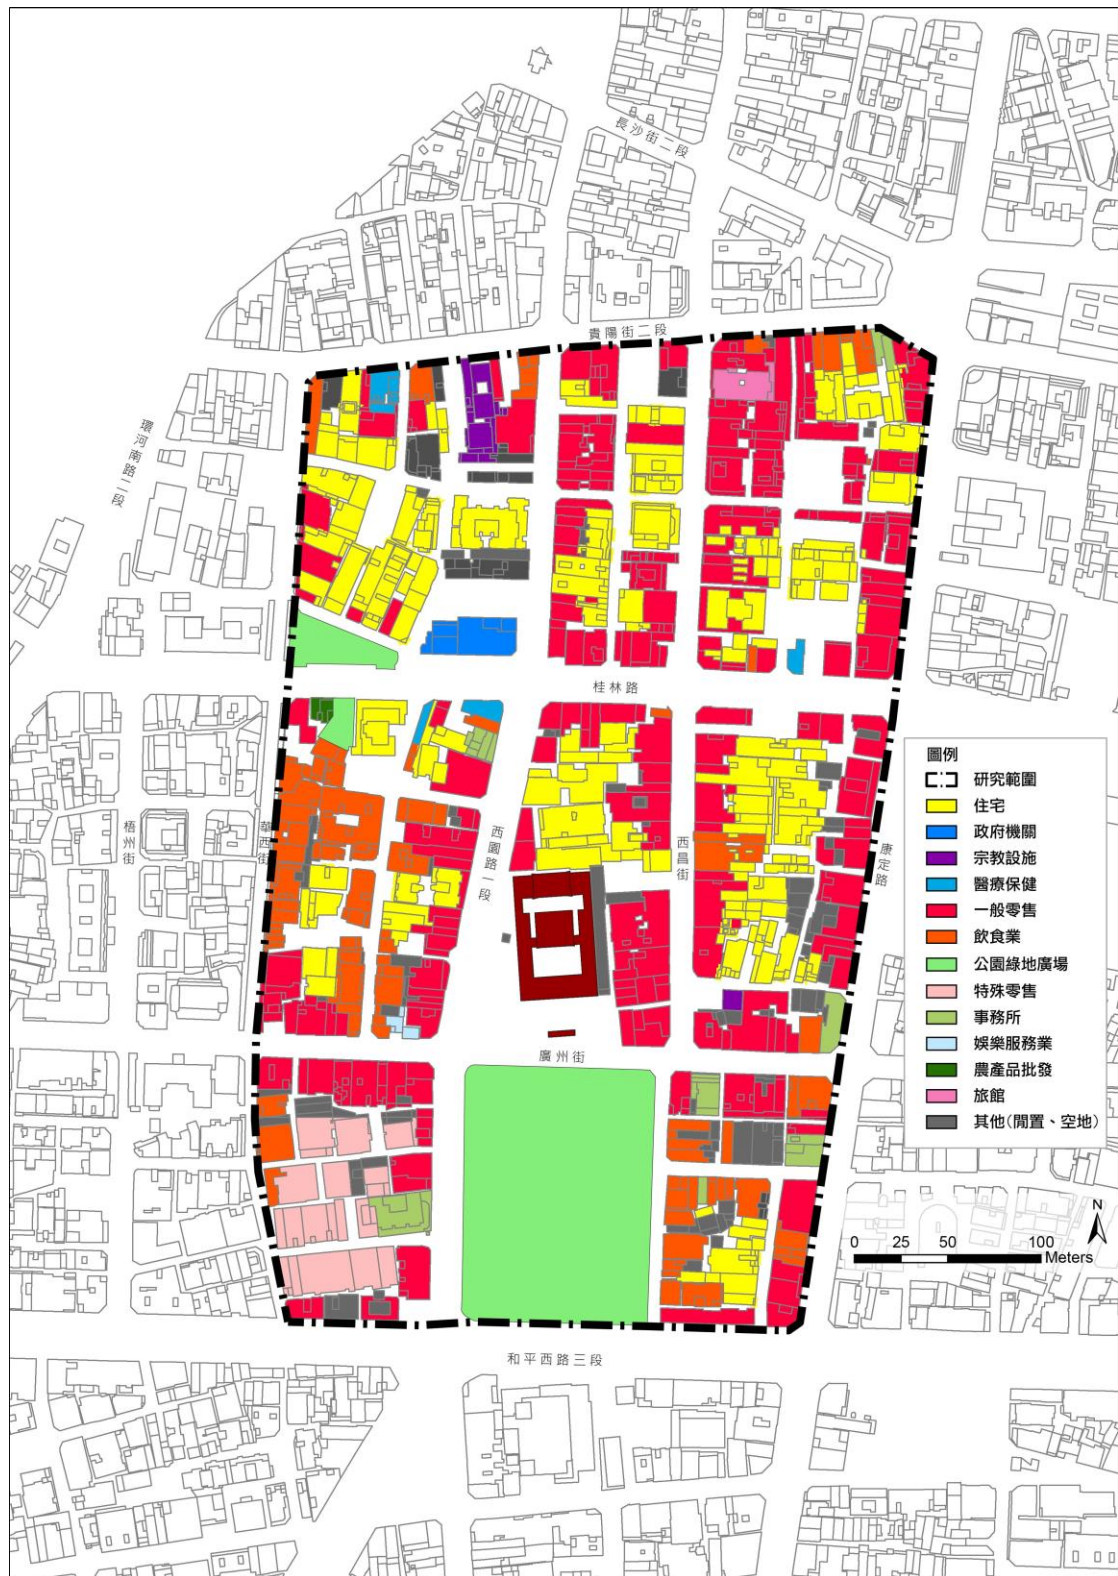 長沙街二段
貴陽街二段
環河南路二段
桂林路
圖例
研究範圍
住宅
政府機關
宗教設施
醫療保健
一般零售
飲食業
公園綠地廣場
特殊零售
事務所
娛樂服務業
農產品批發
旅館
其他(閒置、空地)
梧州街
華西街
西園路一段
西昌街
康定路
廣州街
N
0 25 50 100
Meters
和平西路三段